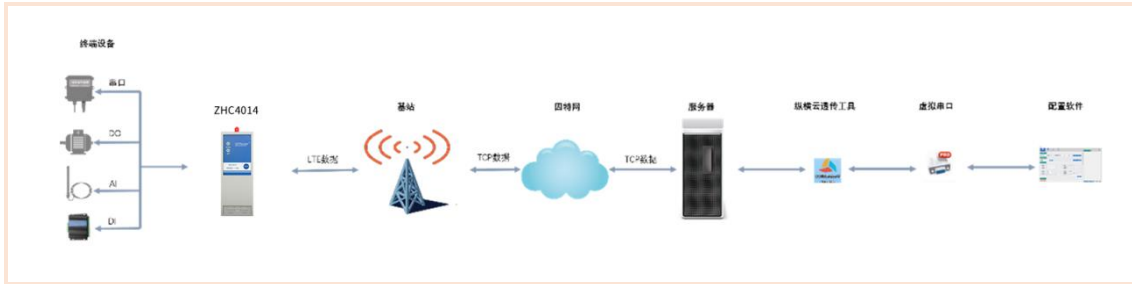 终端设备
串口
DO
AI
DI
ZHC4014
LTE数据
基站
TCP数据
因特网
TCP数据
服务器
纵横云透传工具
虚拟串口
配置软件